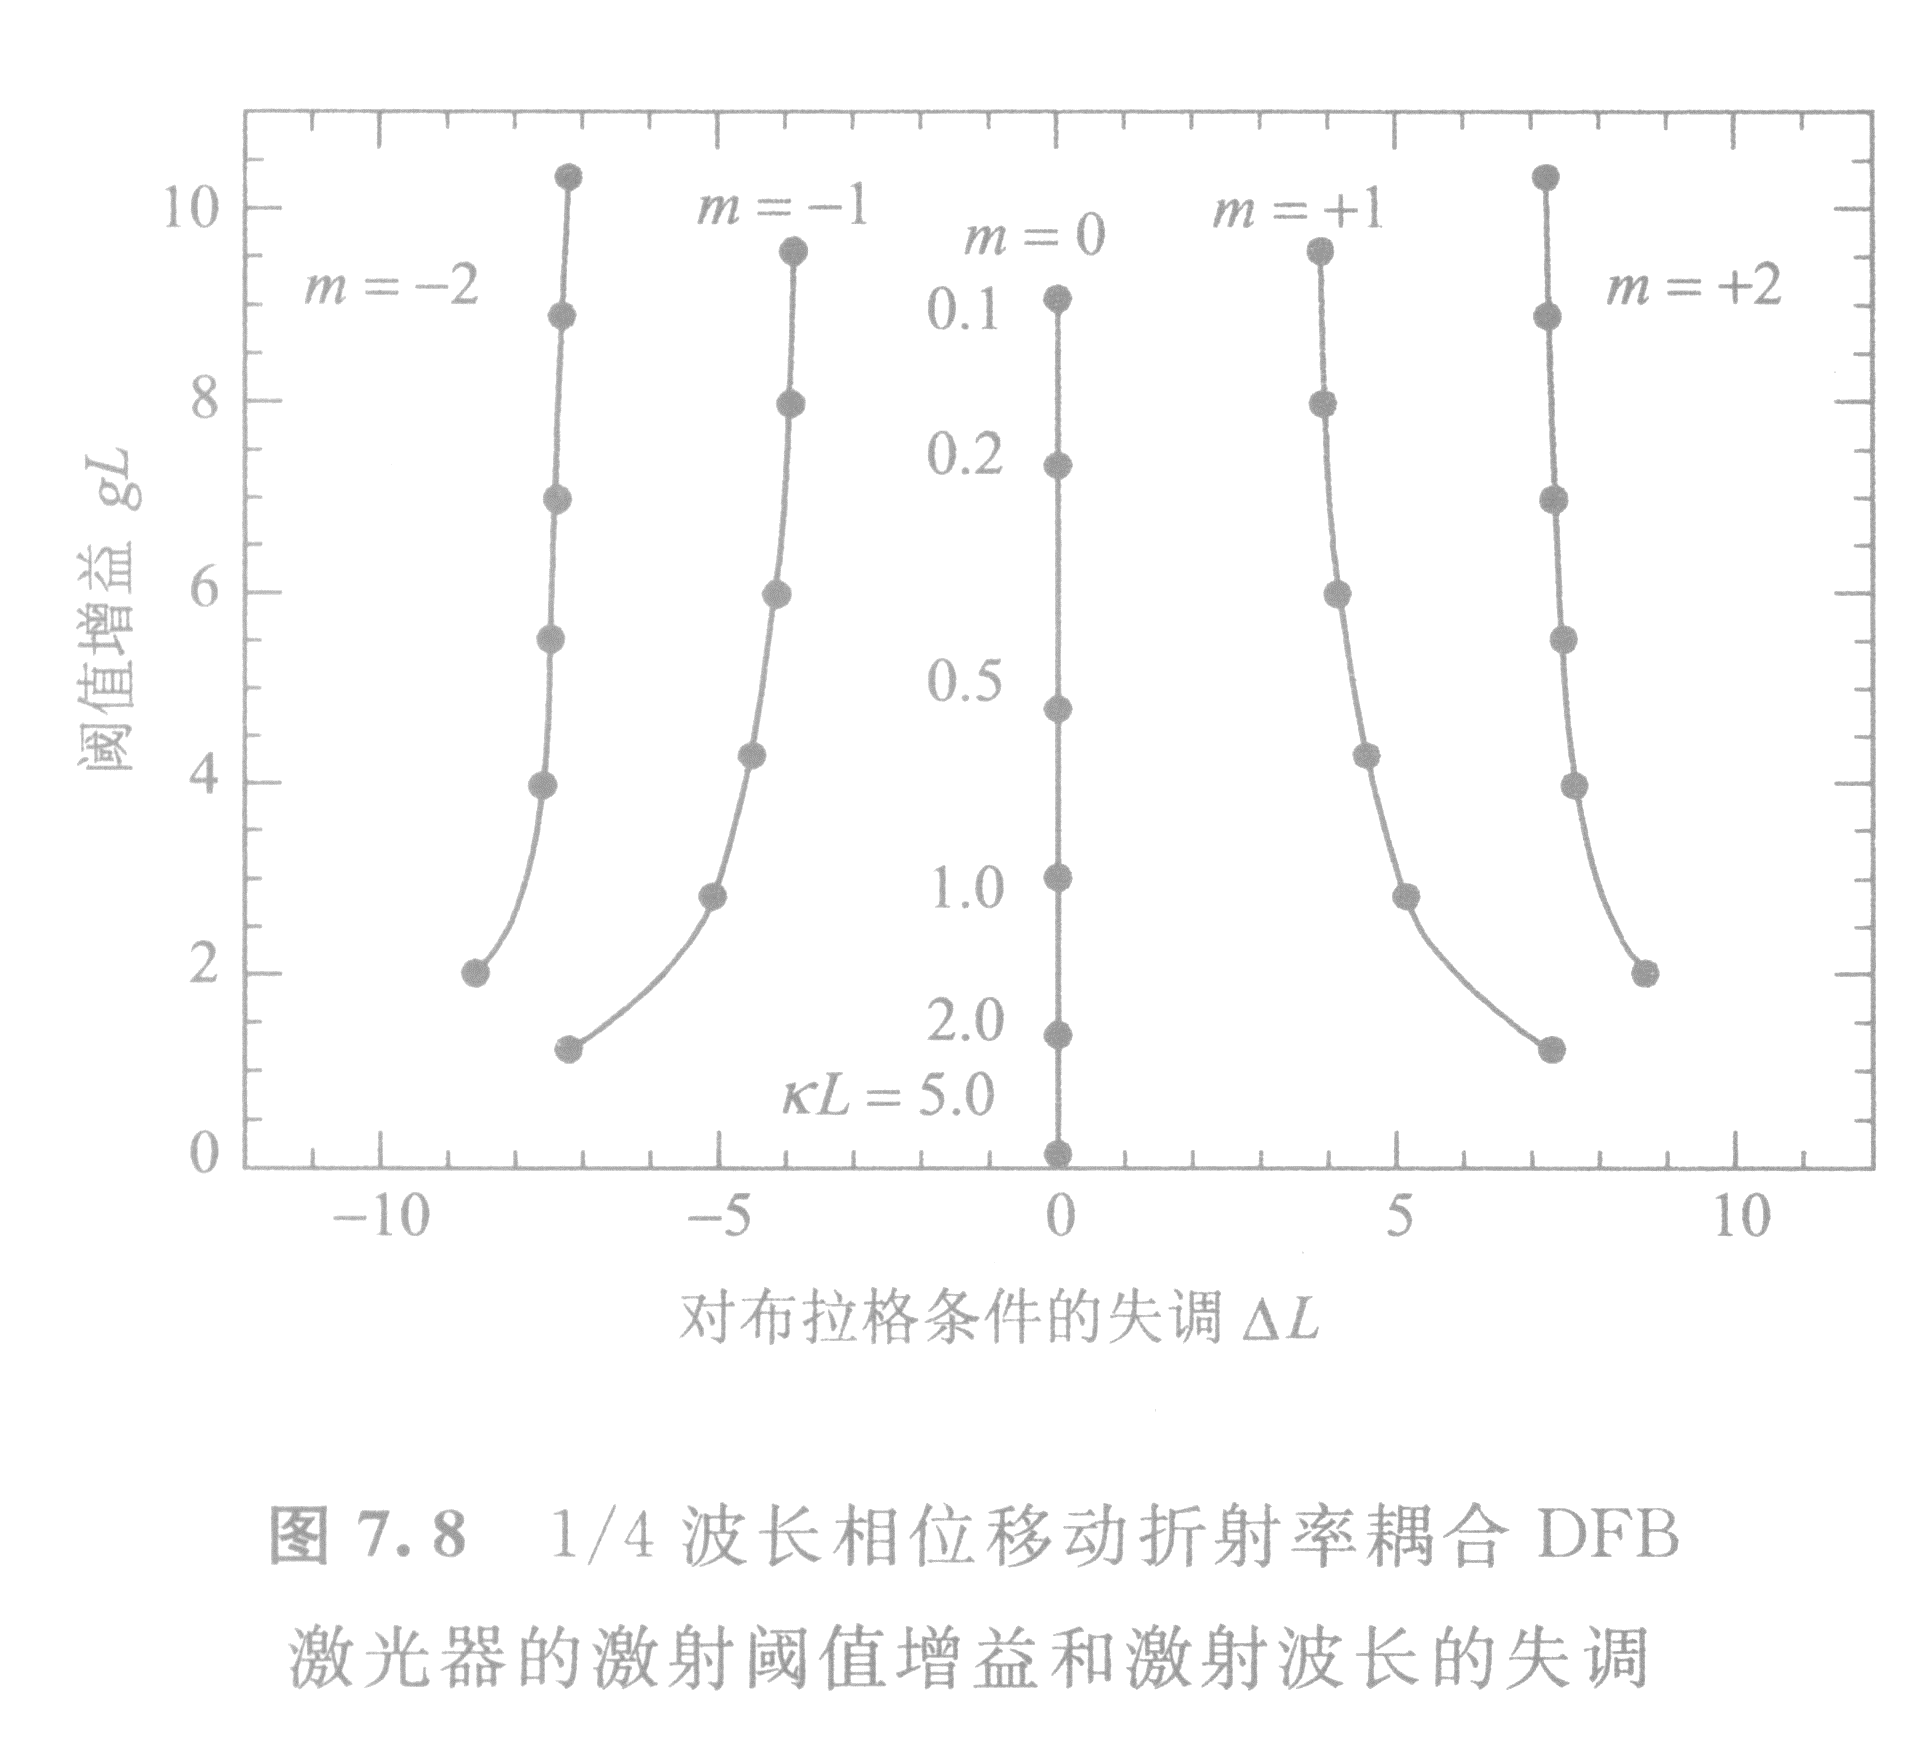 m = −1
m = 0
m = +1
m = −2
m = +2
10
8
6
4
2
0
阈值增益 gL
0.1
0.2
0.5
1.0
2.0
κL = 5.0
−10
−5
0
5
10
对布拉格条件的失调 ΔL
图 7.8 1/4 波长相位移动折射率耦合 DFB
激光器的激射阈值增益和激射波长的失调